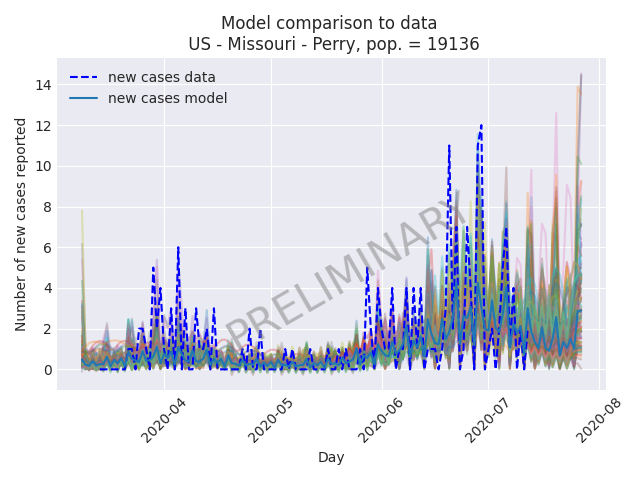 Model comparison to data
US - Missouri - Perry, pop. = 19136
new cases data
new cases model
PRELIMINARY
Number of new cases reported
14
12
10
8
6
4
2
0
2020-04
2020-05
2020-06
2020-07
2020-08
Day